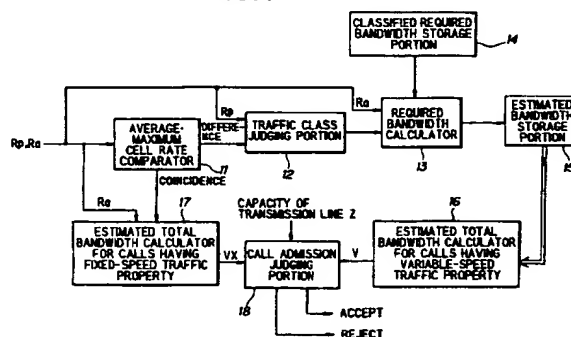 CLASSIFIED REQUIRED
BANDWIDTH STORAGE
PORTION
14
Rp
Ra
Rp,Ra
AVERAGE-
MAXIMUM
CELL RATE
COMPARATOR
11
DIFFER-
ENCE
TRAFFIC CLASS
JUDGING PORTION
12
REQUIRED
BANDWIDTH
CALCULATOR
13
ESTIMATED
BANDWIDTH
STORAGE
PORTION
15
COINCIDENCE
Ra
17
CAPACITY OF
TRANSMISSION LINE Z
16
ESTIMATED TOTAL
BANDWIDTH CALCULATOR
FOR CALLS HAVING
FIXED-SPEED TRAFFIC
PROPERTY
VX
CALL ADMISSION
JUDGING
PORTION
18
V
ESTIMATED TOTAL
BANDWIDTH CALCULATOR
FOR CALLS HAVING
VARIABLE-SPEED
TRAFFIC PROPERTY
ACCEPT
REJECT